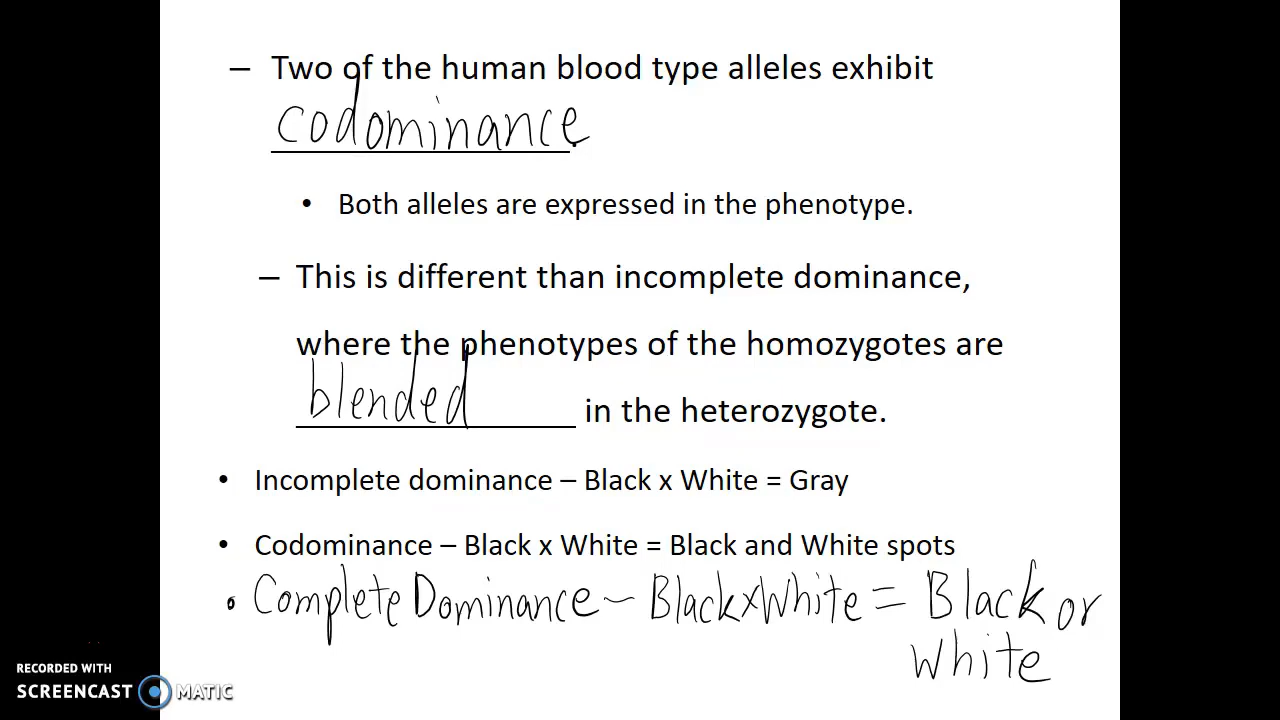 – Two of the human blood type alleles exhibit
codominance.
• Both alleles are expressed in the phenotype.
– This is different than incomplete dominance,
where the phenotypes of the homozygotes are
blended in the heterozygote.
• Incomplete dominance – Black x White = Gray
• Codominance – Black x White = Black and White spots
• Complete Dominance – Black x White = Black or
White
RECORDED WITH
SCREENCAST MATIC